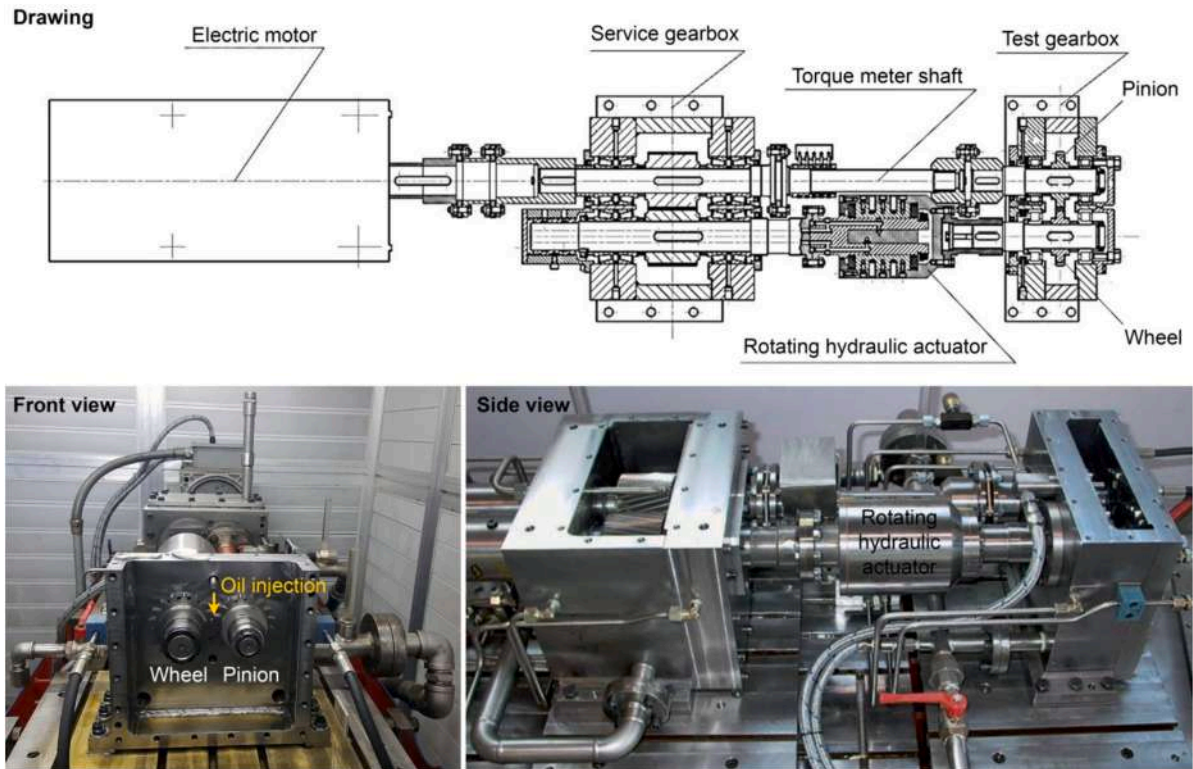 Drawing
Electric motor
Service gearbox
Torque meter shaft
Test gearbox
Pinion
Wheel
Rotating hydraulic actuator
Front view
Oil injection
Wheel Pinion
Side view
Rotating
hydraulic
actuator